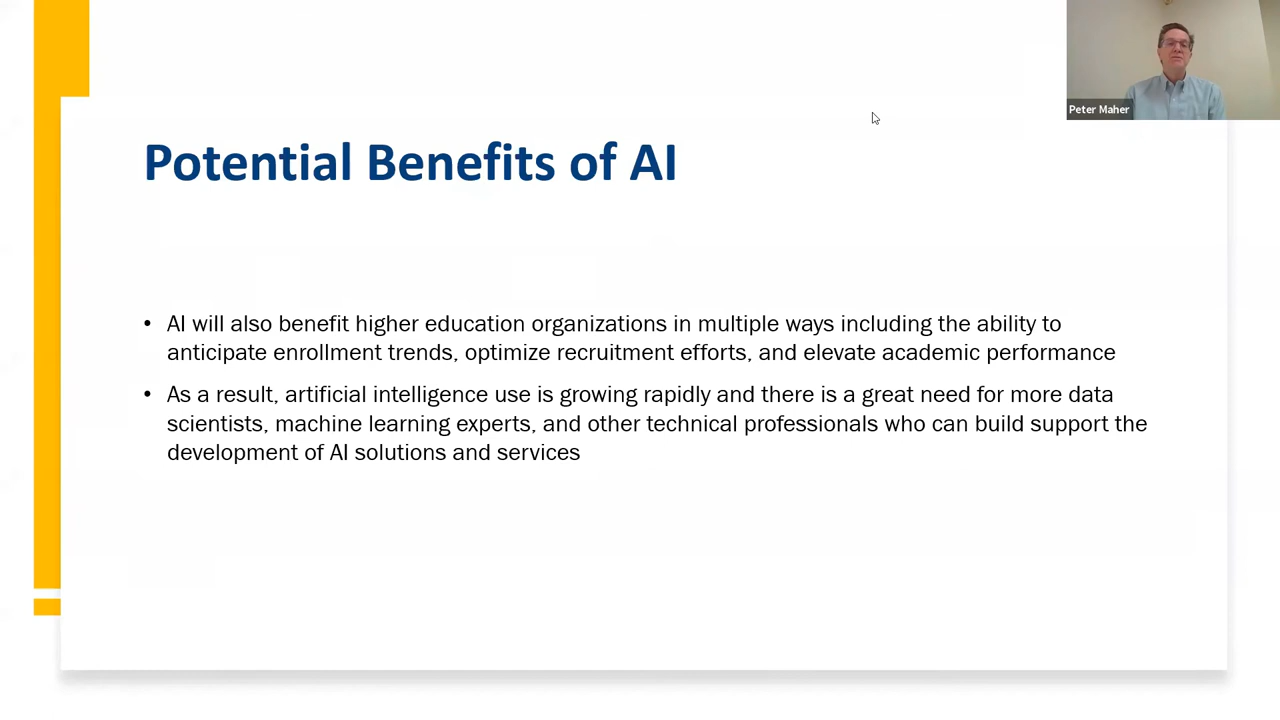 Peter Maher
Potential Benefits of AI
• AI will also benefit higher education organizations in multiple ways including the ability to
anticipate enrollment trends, optimize recruitment efforts, and elevate academic performance
• As a result, artificial intelligence use is growing rapidly and there is a great need for more data
scientists, machine learning experts, and other technical professionals who can build support the
development of AI solutions and services